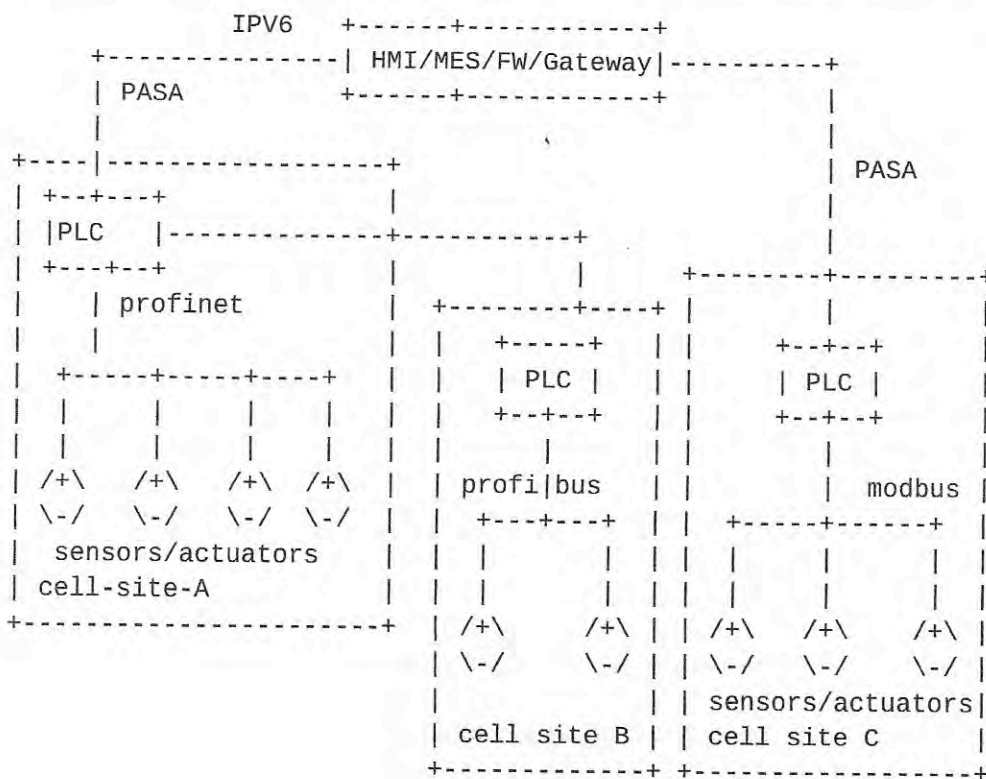 IPV6
HMI/MES/FW/Gateway
PASA
PASA
PLC
profinet
PLC
PLC
profi|bus
modbus
sensors/actuators
cell-site-A
sensors/actuators
cell site B
cell site C